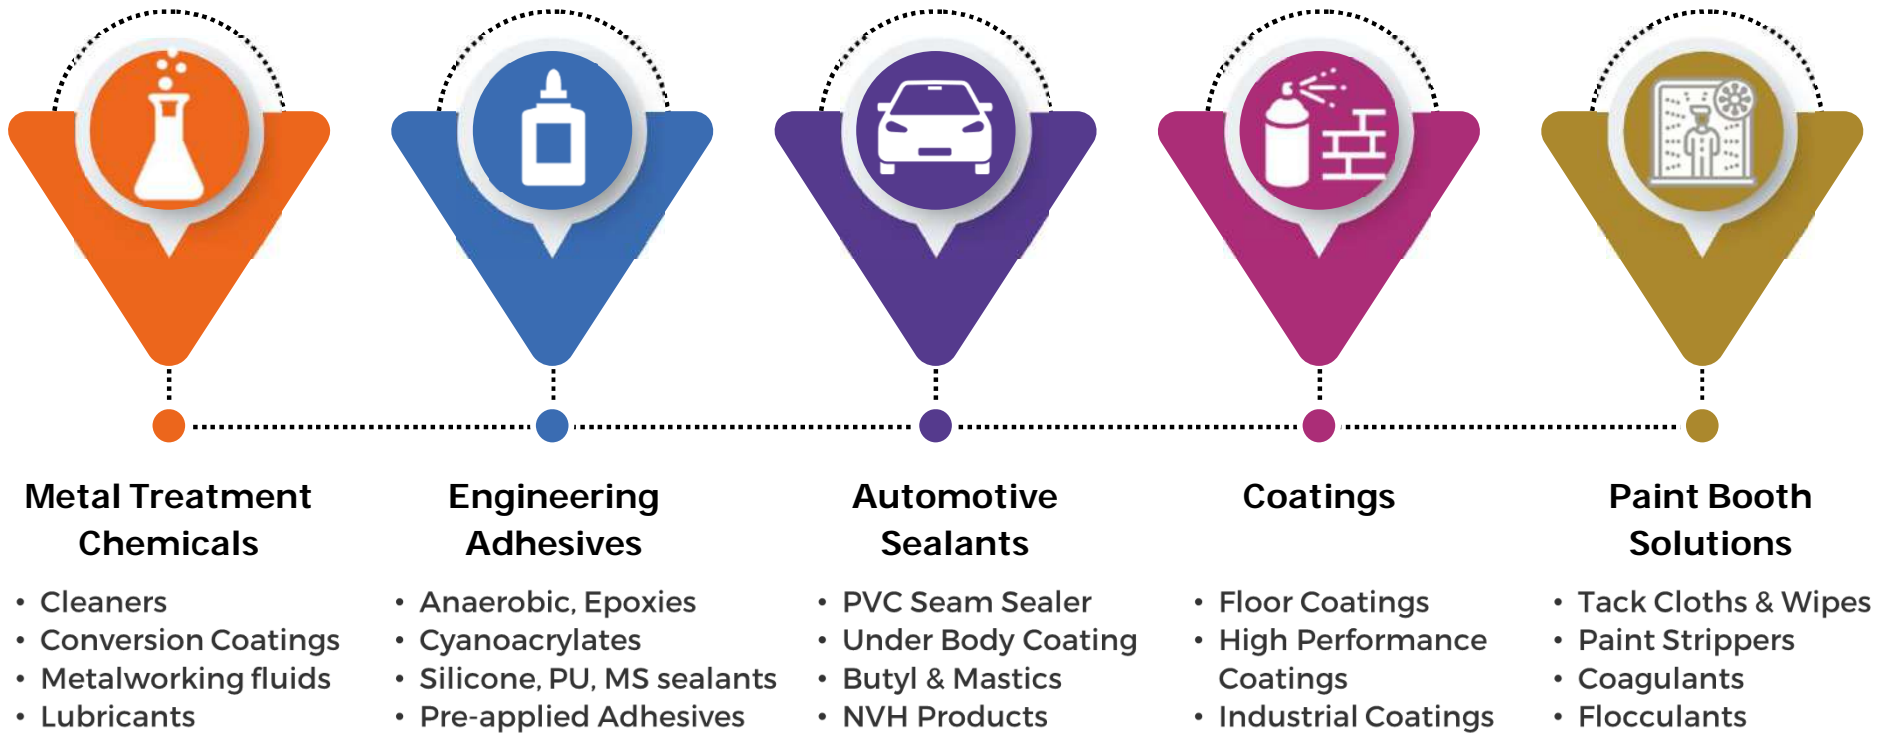 Metal Treatment
Chemicals
• Cleaners
• Conversion Coatings
• Metalworking fluids
• Lubricants
Engineering
Adhesives
• Anaerobic, Epoxies
• Cyanoacrylates
• Silicone, PU, MS sealants
• Pre-applied Adhesives
Automotive
Sealants
• PVC Seam Sealer
• Under Body Coating
• Butyl & Mastics
• NVH Products
Coatings
• Floor Coatings
• High Performance
Coatings
• Industrial Coatings
Paint Booth
Solutions
• Tack Cloths & Wipes
• Paint Strippers
• Coagulants
• Flocculants